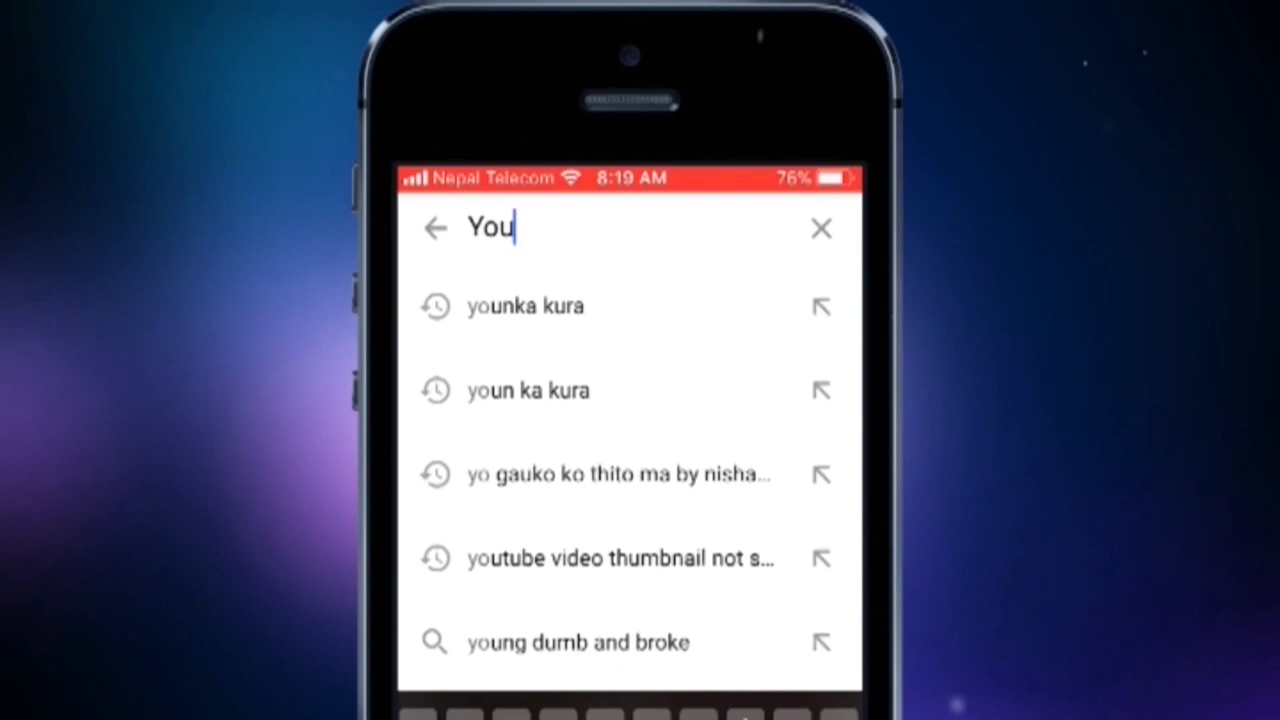 Nepal Telecom 8:19 AM 76%
You
younka kura
youn ka kura
yo gauko ko thito ma by nisha...
youtube video thumbnail not s...
young dumb and broke